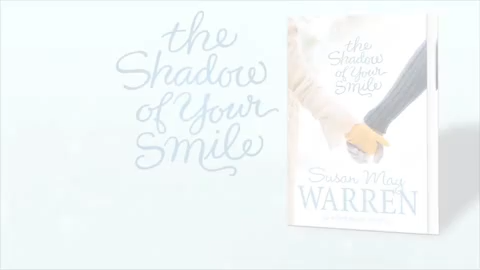 the
Shadow
of Your
Smile
the
Shadow
of Your
Smile
Susan May
WARREN